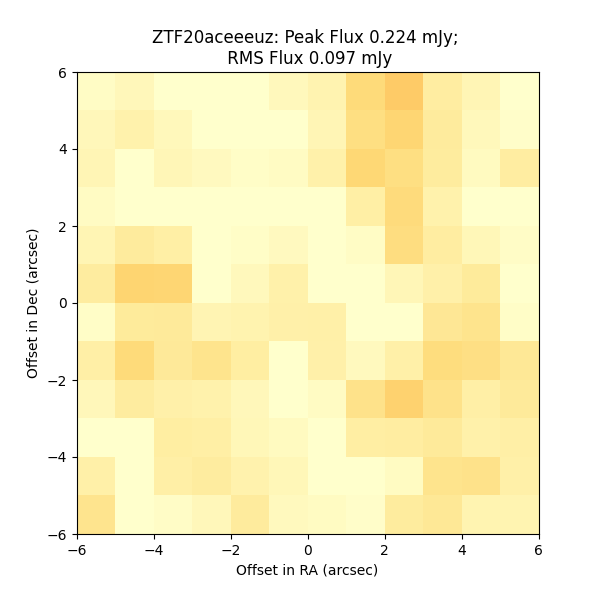 ZTF20aceeeuz: Peak Flux 0.224 mJy;
RMS Flux 0.097 mJy
6
4
2
0
−2
−4
−6
Offset in Dec (arcsec)
−6 −4 −2 0 2 4 6
Offset in RA (arcsec)